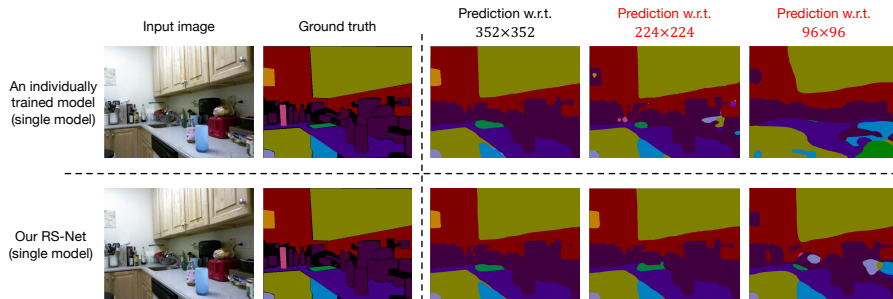 Input image
Ground truth
Prediction w.r.t.
352×352
Prediction w.r.t.
224×224
Prediction w.r.t.
96×96
An individually
trained model
(single model)
Our RS-Net
(single model)